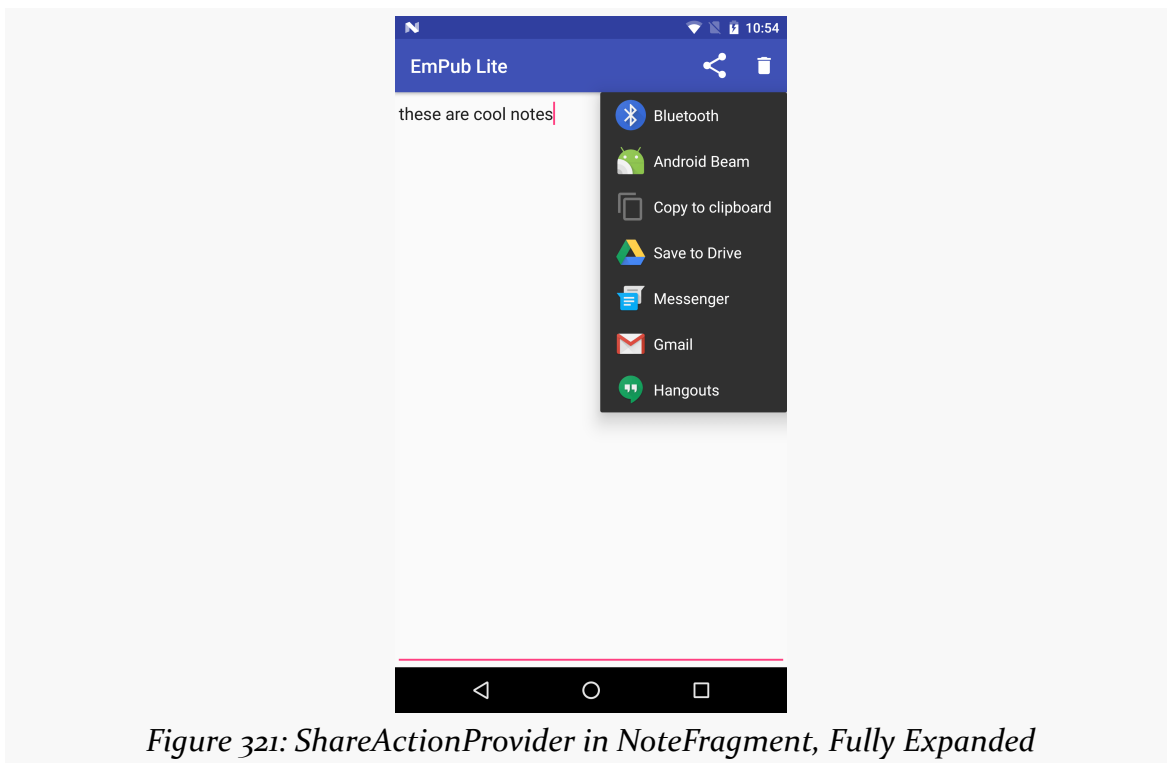 10:54
EmPub Lite
these are cool notes
Bluetooth
Android Beam
Copy to clipboard
Save to Drive
Messenger
Gmail
Hangouts
Figure 321: ShareActionProvider in NoteFragment, Fully Expanded